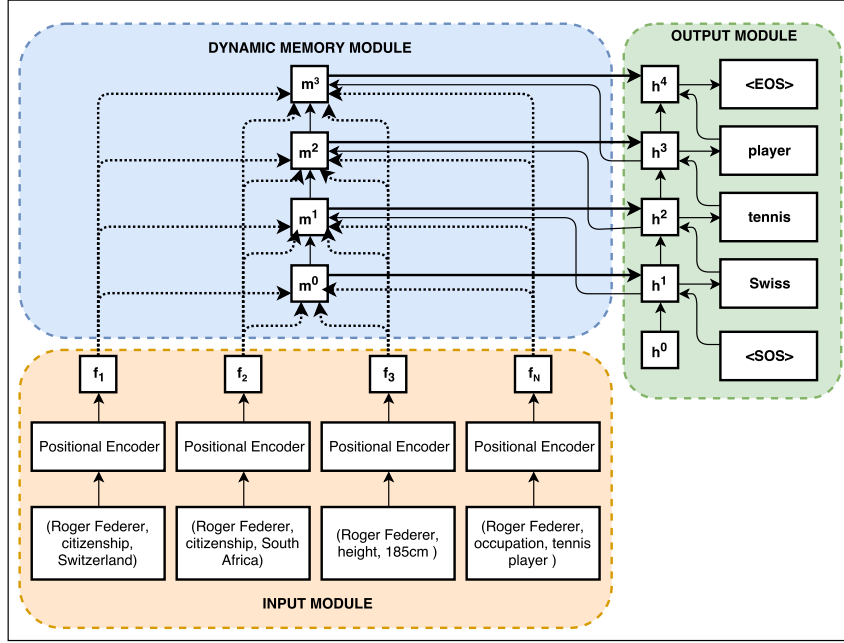 DYNAMIC MEMORY MODULE
OUTPUT MODULE
m3
h4
<EOS>
m2
h3
player
m1
h2
tennis
m0
h1
Swiss
h0
<SOS>
f1
f2
f3
fN
Positional Encoder
Positional Encoder
Positional Encoder
Positional Encoder
(Roger Federer,
citizenship,
Switzerland)
(Roger Federer,
citizenship, South
Africa)
(Roger Federer,
height, 185cm )
(Roger Federer,
occupation, tennis
player )
INPUT MODULE